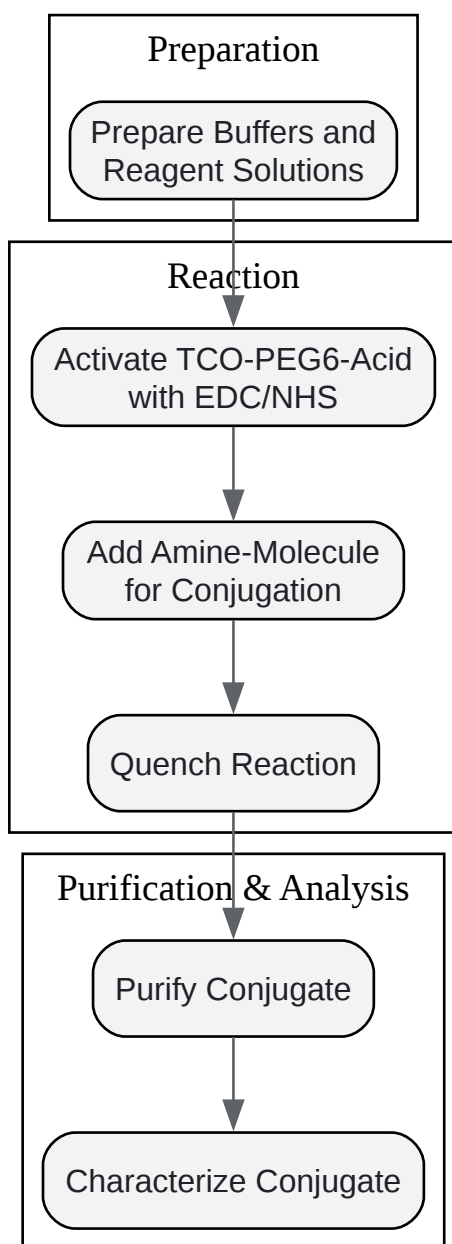 Preparation
Prepare Buffers and
Reagent Solutions
Reaction
Activate TCO-PEG6-Acid
with EDC/NHS
Add Amine-Molecule
for Conjugation
Quench Reaction
Purification & Analysis
Purify Conjugate
Characterize Conjugate